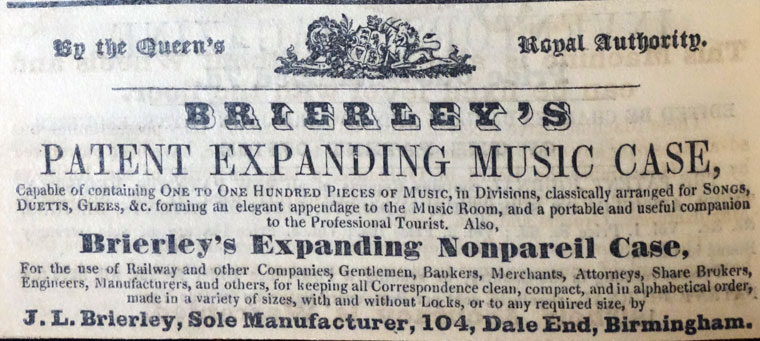 By the Queen's Royal Authority.
BRIERLEY'S
PATENT EXPANDING MUSIC CASE,
Capable of containing ONE TO ONE HUNDRED PIECES OF MUSIC, in Divisions, classically arranged for SONGS,
DUETTS, GLEES, &c. forming an elegant appendage to the Music Room, and a portable and useful companion
to the Professional Tourist. Also,
Brierley's Expanding Nonpareil Case,
For the use of Railway and other Companies, Gentlemen, Bankers, Merchants, Attorneys, Share Brokers,
Engineers, Manufacturers, and others, for keeping all Correspondence clean, compact, and in alphabetical order,
made in a variety of sizes, with and without Locks, or to any required size, by
J. L. Brierley, Sole Manufacturer, 104, Dale End, Birmingham.